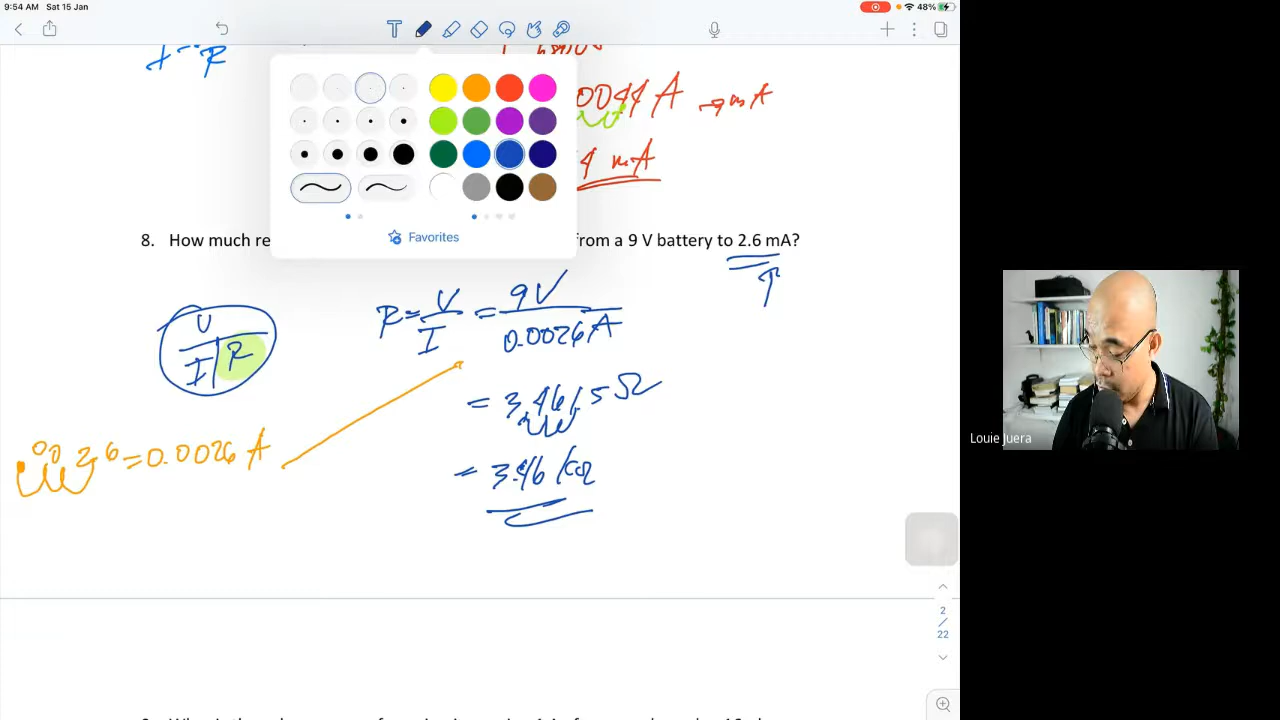 9:54 AM Sat 15 Jan
48%
I R
0044 A → mA
4 mA
Favorites
8. How much re from a 9 V battery to 2.6 mA?
R = V / I = 9V / 0.0026 A
V
I R
= 3,461.5 Ω
00 2.6 = 0.0026 A
= 3.46 kΩ
Louie Juera
2
/
22